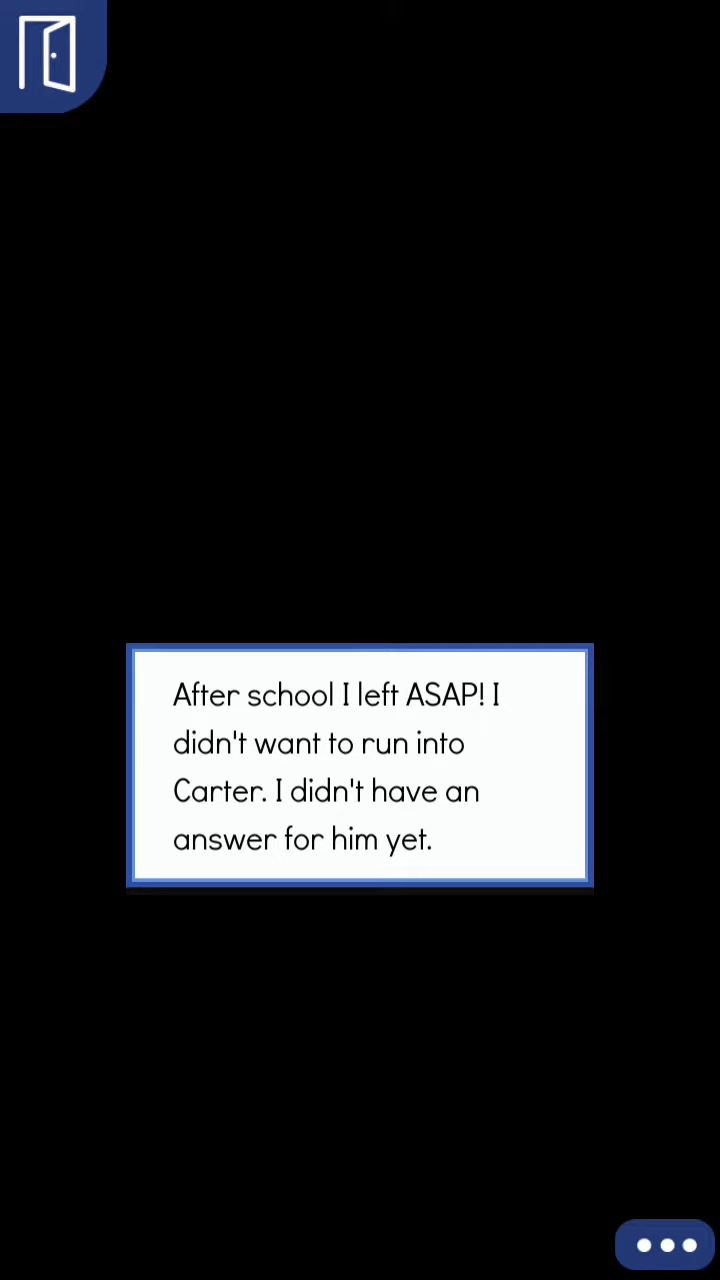 After school I left ASAP! I
didn't want to run into
Carter. I didn't have an
answer for him yet.